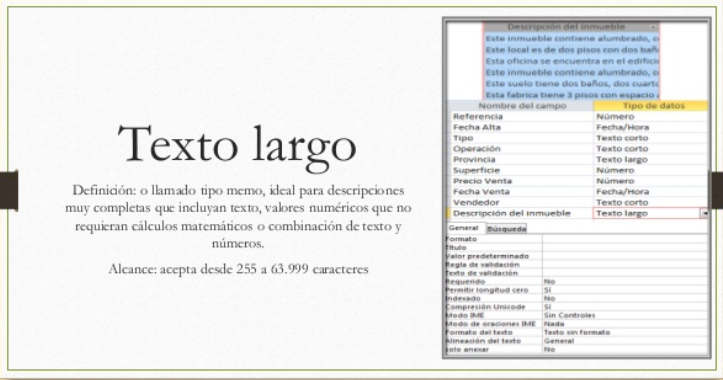 Texto largo
Definición: o llamado tipo memo, ideal para descripciones
muy completas que incluyan texto, valores numéricos que no
requieran cálculos matemáticos o combinación de texto y
números.
Alcance: acepta desde 255 a 63.999 caracteres
Descripción del inmueble
Este inmueble contiene alumbrado, c
Este local es de dos pisos con dos bañ
Esta oficina se encuentra en el edifici
Este inmueble contiene alumbrado, c
Este suelo tiene dos baños, dos cuarto
Esta fabrica tiene 3 pisos con espacio
Nombre del campo Tipo de datos
Referencia Número
Fecha Alta Fecha/Hora
Tipo Texto corto
Operación Texto corto
Provincia Texto largo
Superficie Número
Precio Venta Número
Fecha Venta Fecha/Hora
Vendedor Texto corto
Descripción del inmueble Texto largo
General Búsqueda
Formato
Título
Valor predeterminado
Regla de validación
Texto de validación
Requerido No
Permitir longitud cero Sí
Indexado No
Compresión Unicode Sí
Modo IME Sin Controles
Modo de oraciones IME Nada
Formato del texto Texto sin formato
Alineación del texto General
Solo anexar No